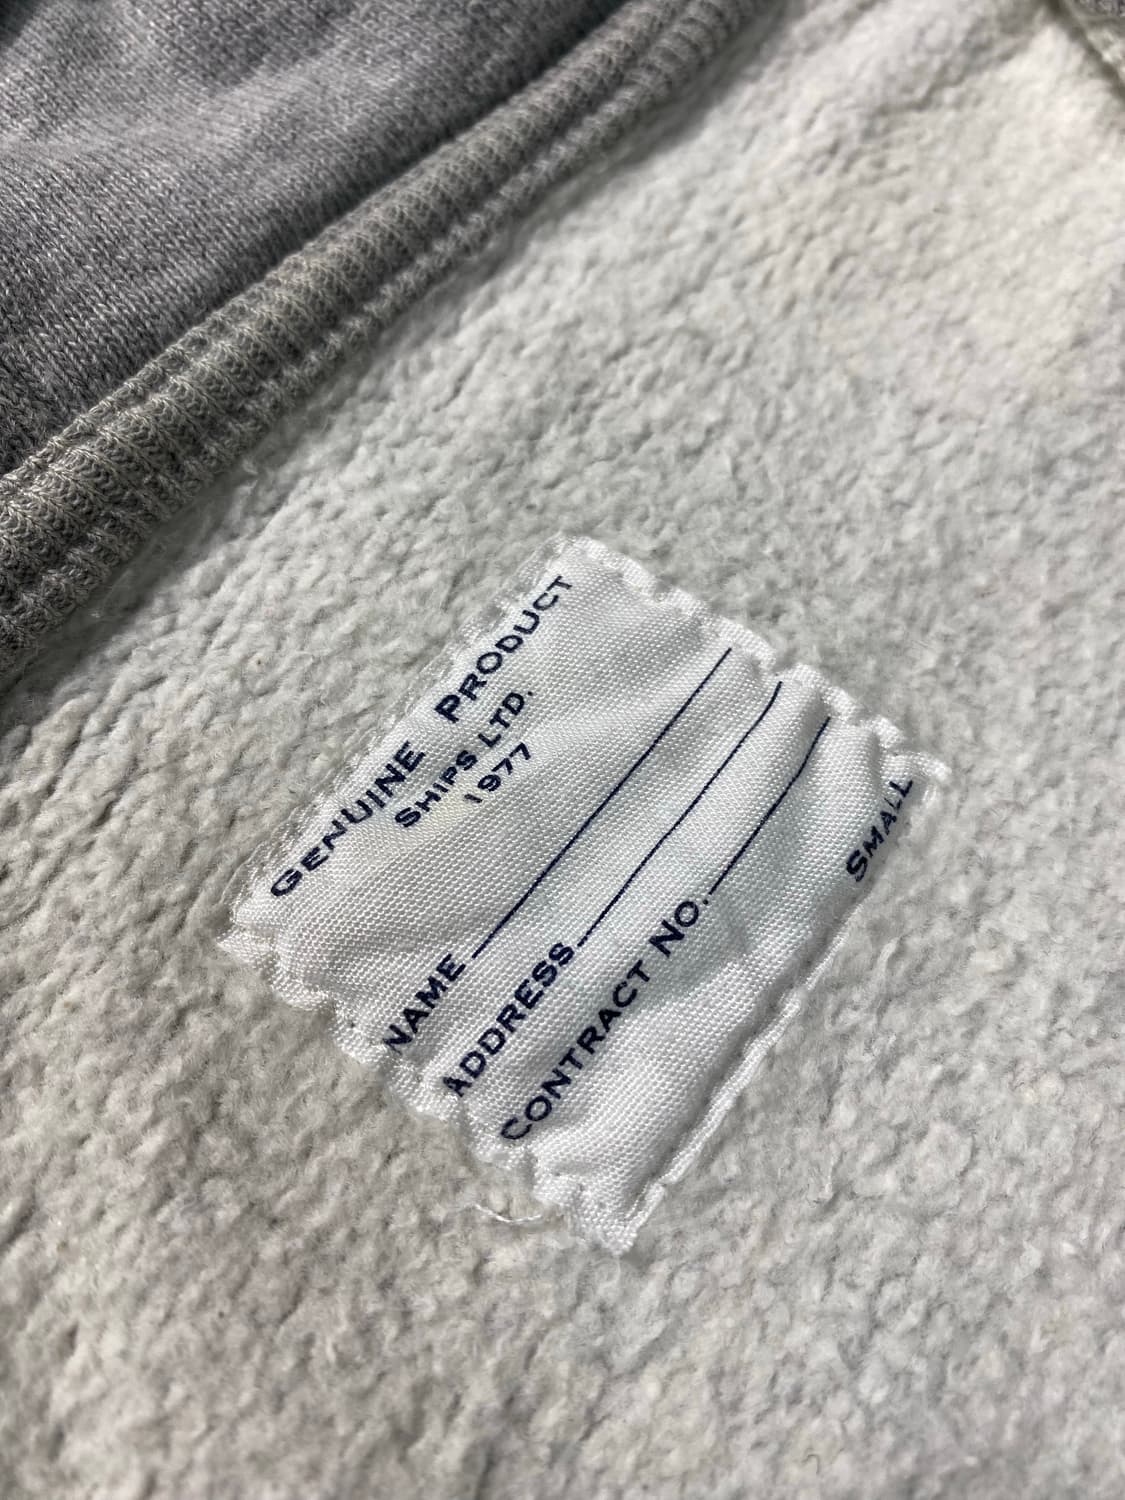 GENUINE PRODUCT
SHIPS LTD.
1977
NAME
ADDRESS
CONTRACT NO.
SMALL